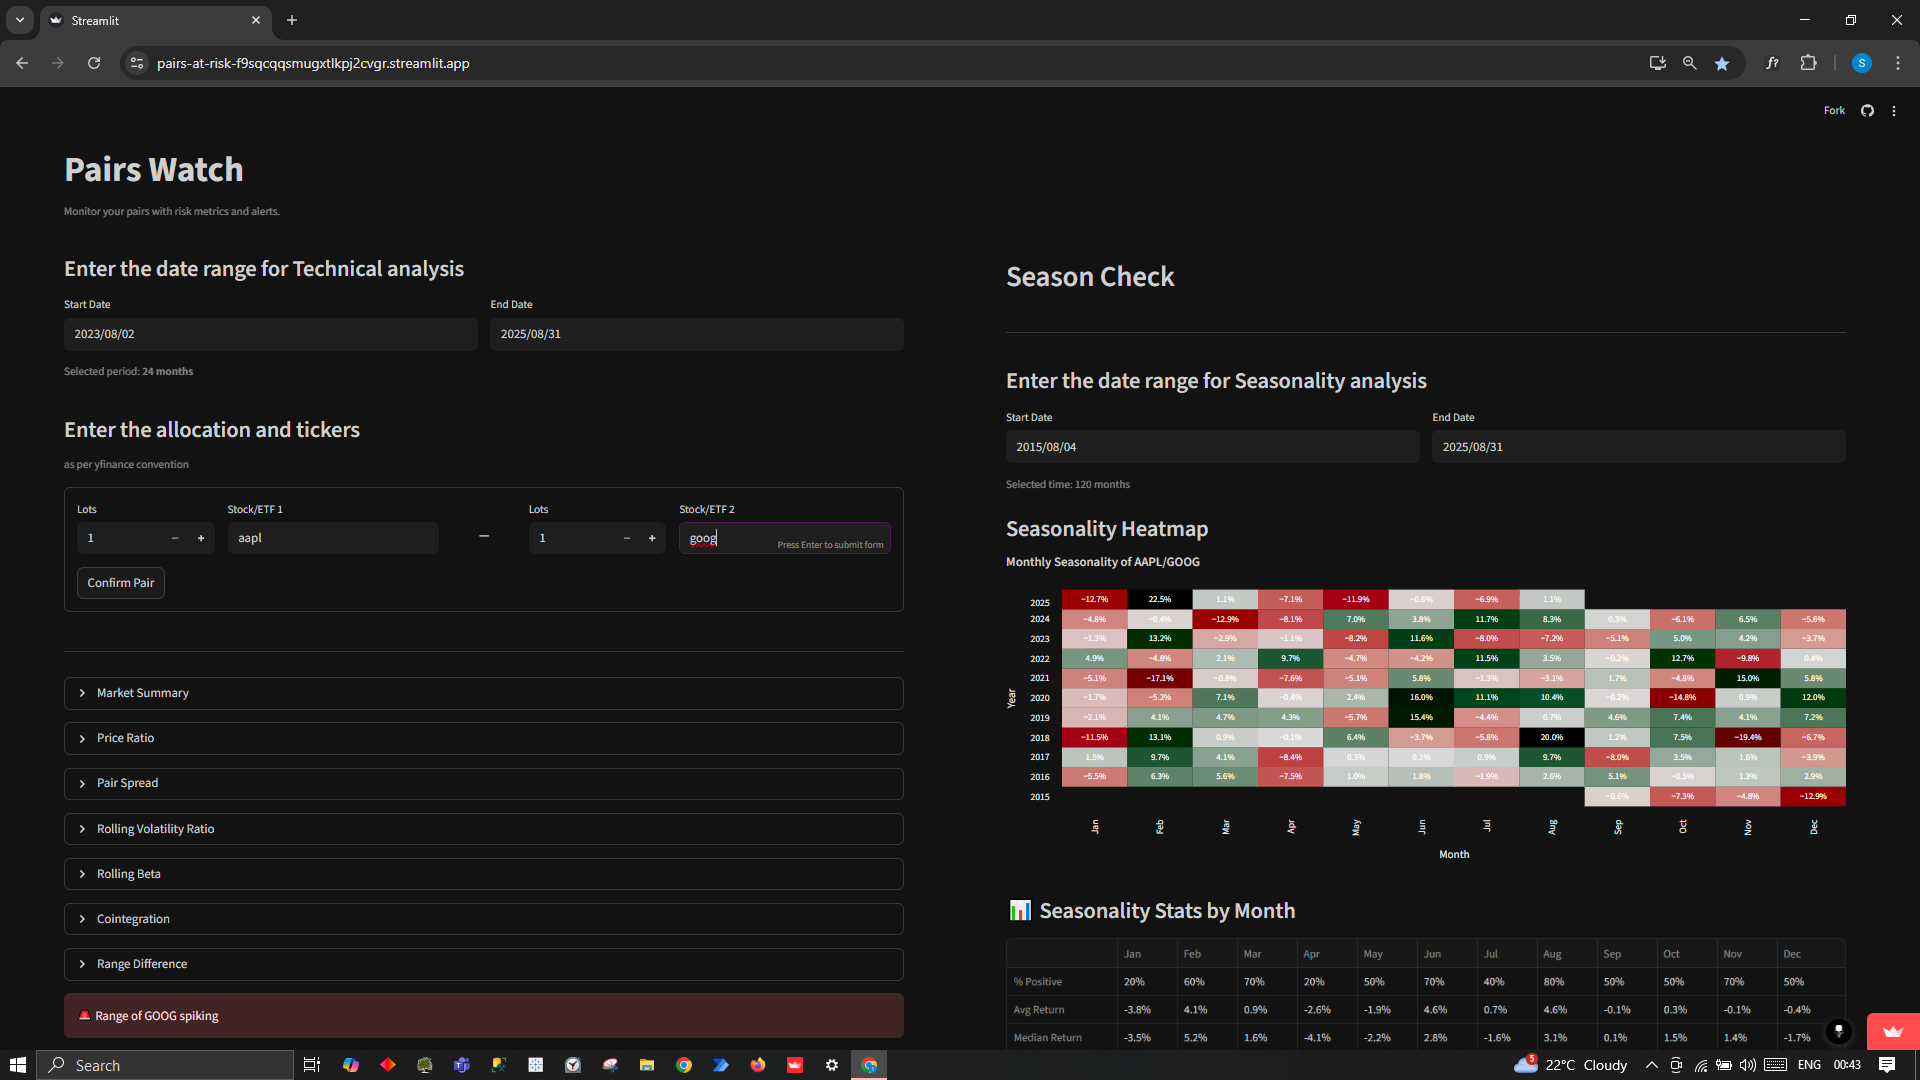 Streamlit
pairs-at-risk-f9sqcqqsmugxtlkpj2cvgr.streamlit.app
f?
S
Fork
Pairs Watch
Monitor your pairs with risk metrics and alerts.
Enter the date range for Technical analysis
Start Date End Date
2023/08/02 2025/08/31
Selected period: 24 months
Enter the allocation and tickers
as per yfinance convention
Lots Stock/ETF 1 Lots Stock/ETF 2
1 − + aapl − 1 − + goog Press Enter to submit form
Confirm Pair
Market Summary
Price Ratio
Pair Spread
Rolling Volatility Ratio
Rolling Beta
Cointegration
Range Difference
🚨 Range of GOOG spiking
Season Check
Enter the date range for Seasonality analysis
Start Date End Date
2015/08/04 2025/08/31
Selected time: 120 months
Seasonality Heatmap
Monthly Seasonality of AAPL/GOOG
2025 −12.7% 22.5% 1.1% −7.1% −11.9% −0.6% −6.9% 1.1%
2024 −4.8% −0.4% −12.9% −8.1% 7.0% 3.8% 11.7% 8.3% 0.3% −6.1% 6.5% −5.6%
2023 −1.3% 13.2% −2.9% −1.1% −8.2% 11.6% −8.0% −7.2% −5.1% 5.0% 4.2% −3.7%
2022 4.9% −4.8% 2.1% 9.7% −4.7% −4.2% 11.5% 3.5% −0.2% 12.7% −9.8% 0.4%
2021 −5.1% −17.1% −0.8% −7.6% −5.1% 5.8% −1.3% −3.1% 1.7% −4.8% 15.0% 5.8%
2020 −1.7% −5.2% 7.1% −0.4% 2.4% 16.0% 11.1% 10.4% −0.2% −14.8% 0.9% 12.0%
2019 −2.1% 4.1% 4.7% 4.3% −5.7% 15.4% −4.4% 0.7% 4.6% 7.4% 4.1% 7.2%
2018 −11.5% 13.1% 0.9% −0.1% 6.4% −3.7% −5.8% 20.0% 1.2% 7.5% −19.4% −6.7%
2017 1.5% 9.7% 4.1% −8.4% 0.3% 0.1% 0.9% 9.7% −8.0% 3.5% 1.6% −3.9%
2016 −5.5% 6.3% 5.6% −7.5% 1.0% 1.8% −1.9% 2.6% 5.1% −0.5% 1.3% 2.9%
2015 −0.6% −7.3% −4.8% −12.9%
Year
Jan Feb Mar Apr May Jun Jul Aug Sep Oct Nov Dec
Month
📊 Seasonality Stats by Month
Jan Feb Mar Apr May Jun Jul Aug Sep Oct Nov Dec
% Positive 20% 60% 70% 20% 50% 70% 40% 80% 50% 50% 70% 50%
Avg Return -3.8% 4.1% 0.9% -2.6% -1.9% 4.6% 0.7% 4.6% -0.1% 0.3% -0.1% -0.4%
Median Return -3.5% 5.2% 1.6% -4.1% -2.2% 2.8% -1.6% 3.1% 0.1% 1.5% 1.4% -1.7%
Search
5
22°C Cloudy
ENG 00:43